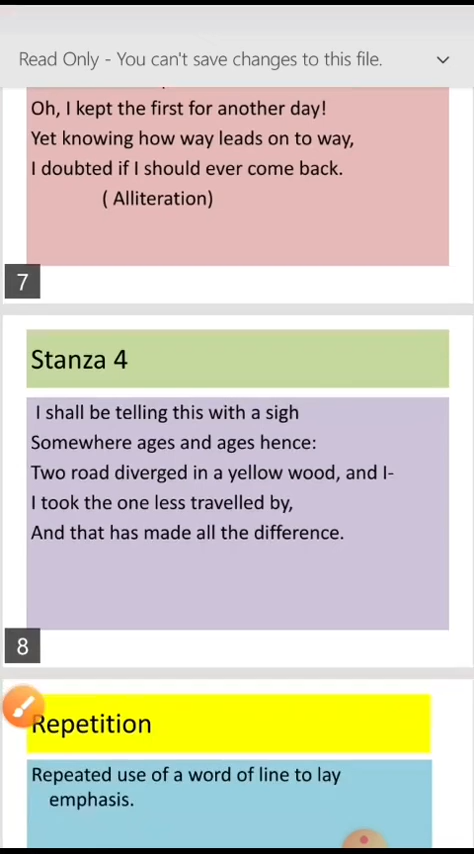 Read Only - You can't save changes to this file.
Oh, I kept the first for another day!
Yet knowing how way leads on to way,
I doubted if I should ever come back.
( Alliteration)
7
Stanza 4
I shall be telling this with a sigh
Somewhere ages and ages hence:
Two road diverged in a yellow wood, and I-
I took the one less travelled by,
And that has made all the difference.
8
Repetition
Repeated use of a word of line to lay
emphasis.